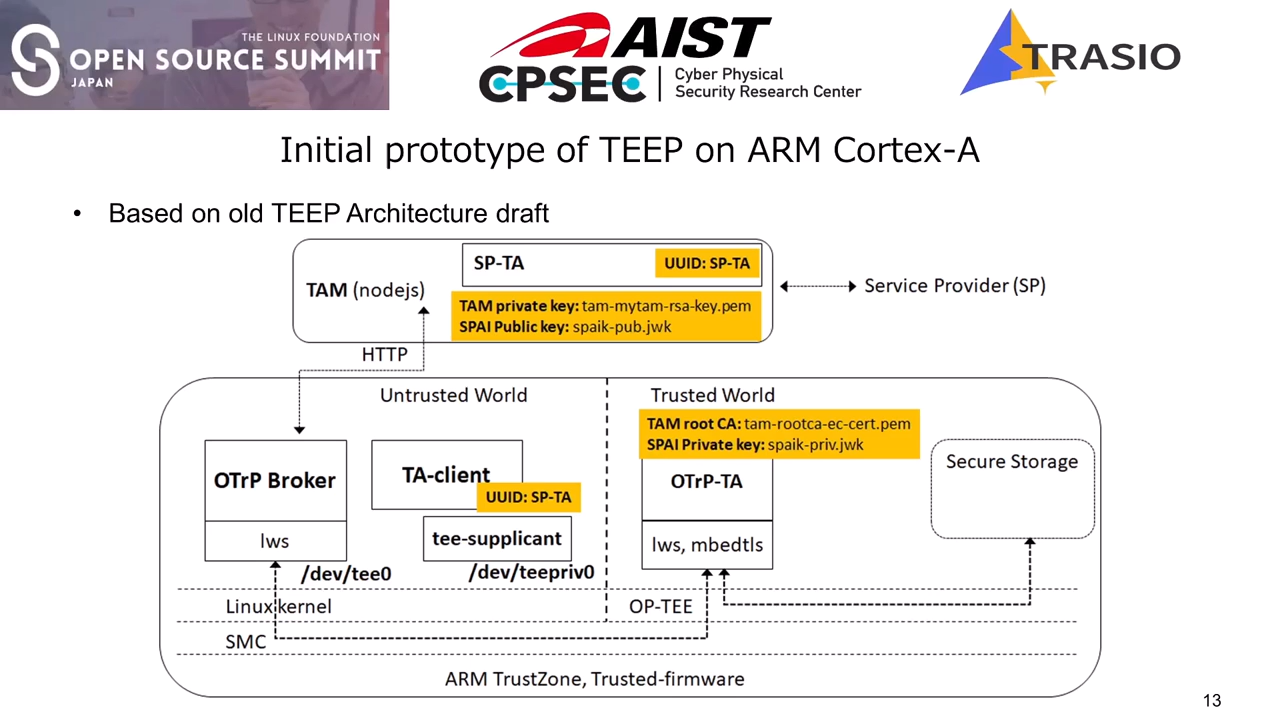 THE LINUX FOUNDATION
OPEN SOURCE SUMMIT
JAPAN
AIST
CPSEC
Cyber Physical
Security Research Center
TRASIO
Initial prototype of TEEP on ARM Cortex-A
• Based on old TEEP Architecture draft
SP-TA
UUID: SP-TA
TAM (nodejs)
TAM private key: tam-mytam-rsa-key.pem
SPAI Public key: spaik-pub.jwk
Service Provider (SP)
HTTP
Untrusted World
Trusted World
TAM root CA: tam-rootca-ec-cert.pem
SPAI Private key: spaik-priv.jwk
OTrP Broker
lws
TA-client
UUID: SP-TA
tee-supplicant
OTrP-TA
lws, mbedtls
Secure Storage
/dev/tee0
/dev/teepriv0
Linux kernel
OP-TEE
SMC
ARM TrustZone, Trusted-firmware
13